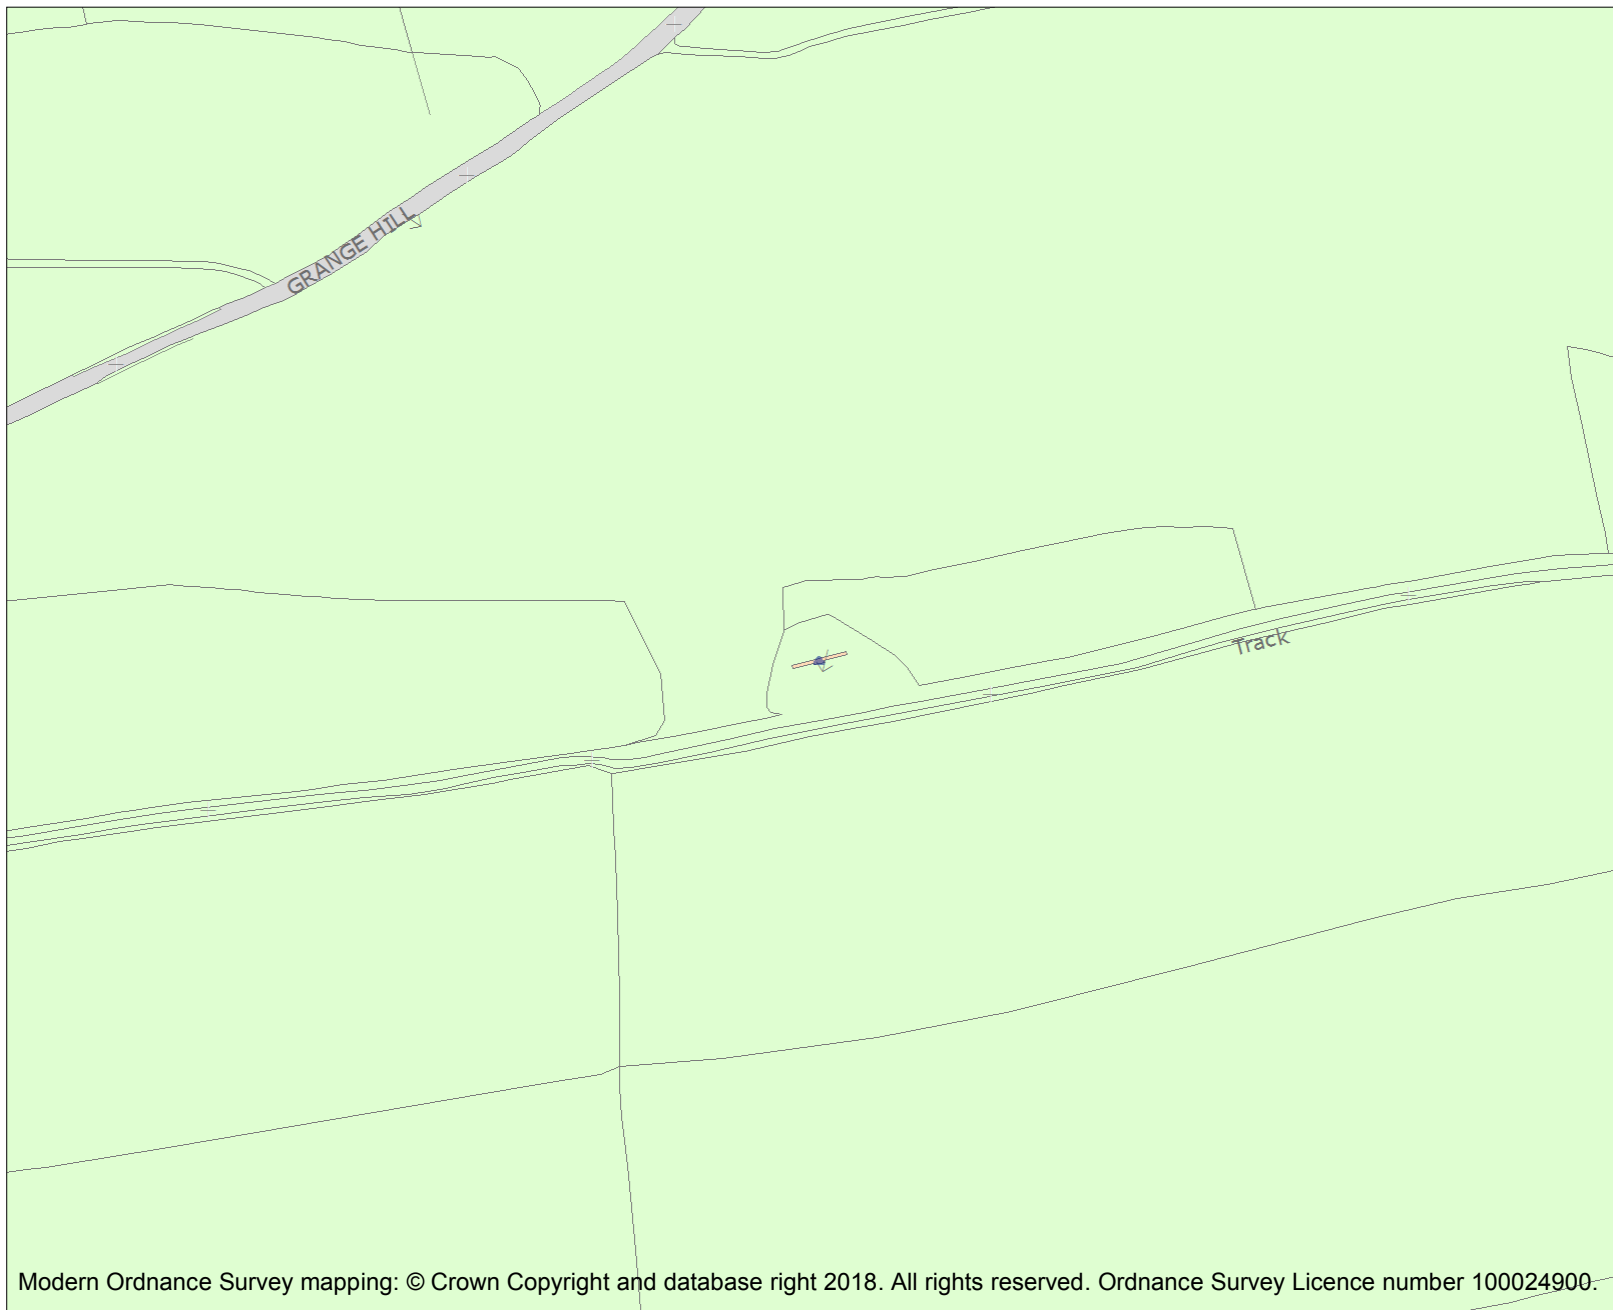 GRANGE HILL
Track
Modern Ordnance Survey mapping: © Crown Copyright and database right 2018. All rights reserved. Ordnance Survey Licence number 100024900.